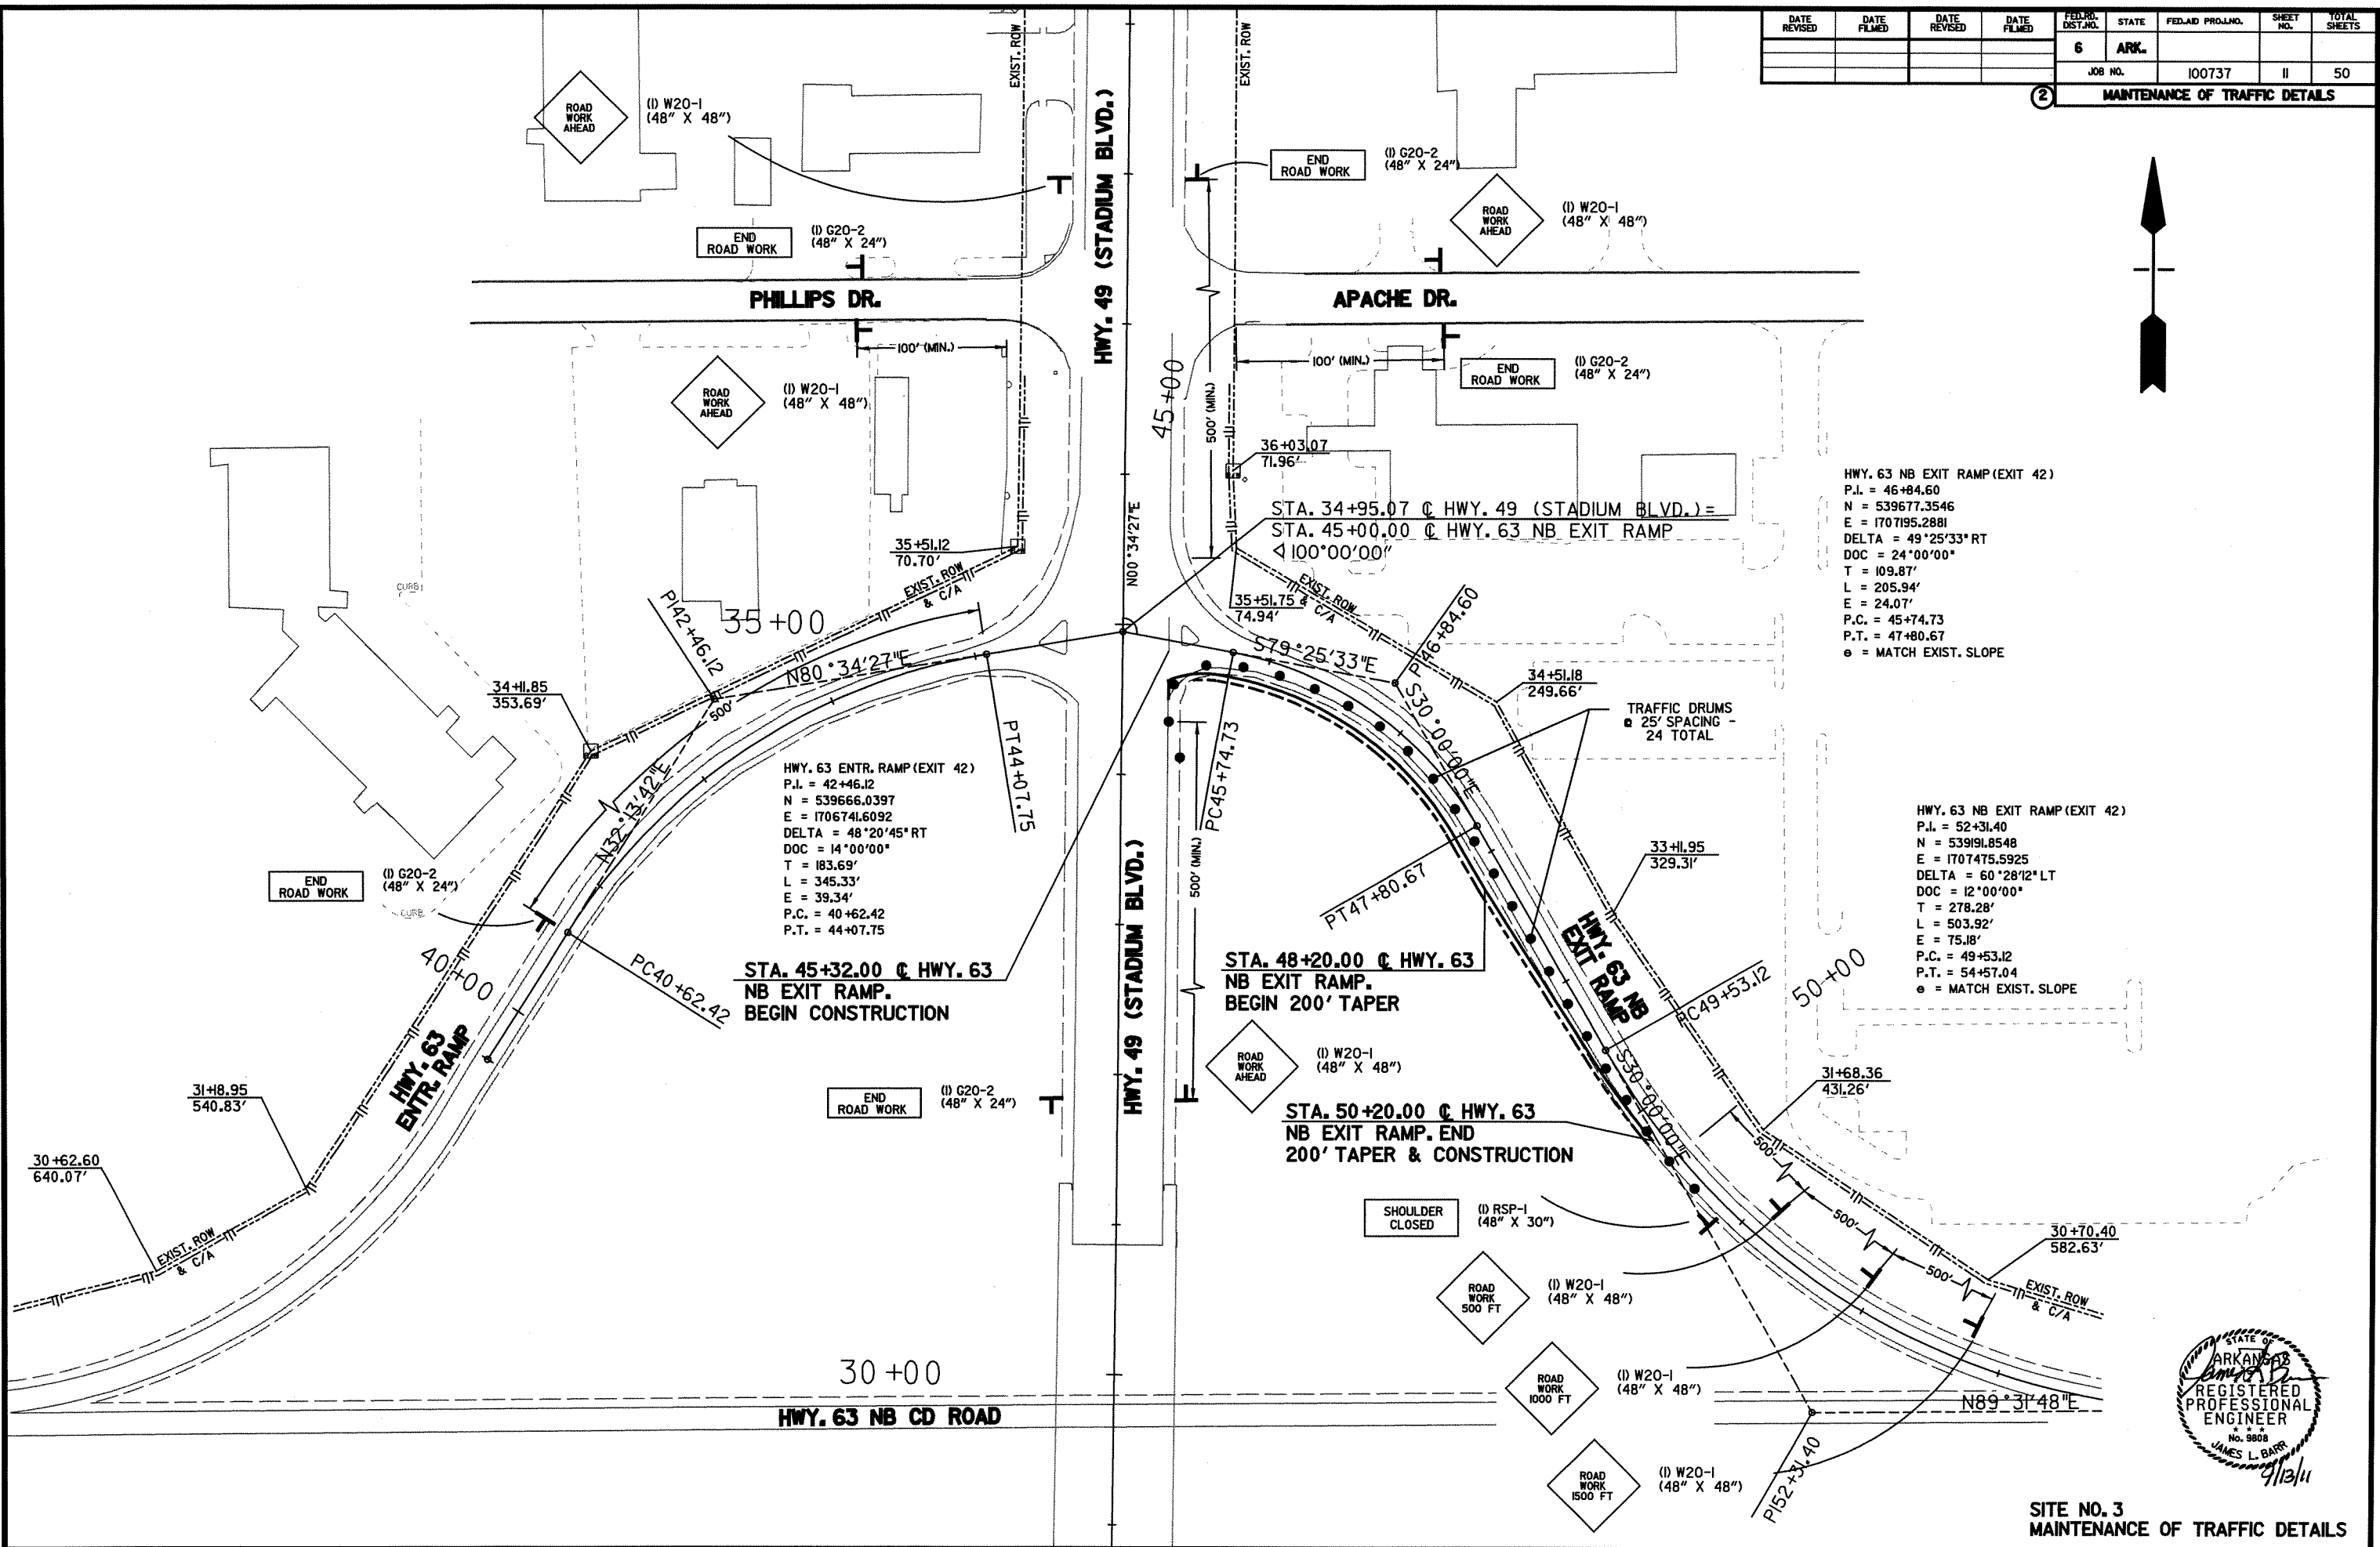 DATE REVISED
DATE FILMED
DATE REVISED
DATE FILMED
FED.RD. DIST.NO.
STATE
FED.AID PROJ.NO.
SHEET NO.
TOTAL SHEETS
6
ARK.
JOB NO.
100737
11
50
2
MAINTENANCE OF TRAFFIC DETAILS
EXIST. ROW
EXIST. ROW
HWY. 49 (STADIUM BLVD.)
ROAD
WORK
AHEAD
(1) W20-1
(48" X 48")
END
ROAD WORK
(1) G20-2
(48" X 24")
END
ROAD WORK
(1) G20-2
(48" X 24")
ROAD
WORK
AHEAD
(1) W20-1
(48" X 48")
PHILLIPS DR.
APACHE DR.
100' (MIN.)
100' (MIN.)
500' (MIN.)
ROAD
WORK
AHEAD
(1) W20-1
(48" X 48")
END
ROAD WORK
(1) G20-2
(48" X 24")
45+00
36+03.07
71.96'
N00°34'27"E
STA. 34+95.07 ℄ HWY. 49 (STADIUM BLVD.) =
STA. 45+00.00 ℄ HWY. 63 NB EXIT RAMP
∢ 100°00'00"
HWY. 63 NB EXIT RAMP (EXIT 42)
P.I. = 46+84.60
N = 539677.3546
E = 1707195.2881
DELTA = 49°25'33" RT
DOC = 24°00'00"
T = 109.87'
L = 205.94'
E = 24.07'
P.C. = 45+74.73
P.T. = 47+80.67
e = MATCH EXIST. SLOPE
35+51.12
70.70'
EXIST. ROW
& C/A
CURB
35+00
PI42+46.12
N80°34'27"E
35+51.75
74.94'
EXIST. ROW
& C/A
S79°25'33"E
PI46+84.60
34+11.85
353.69'
500'
34+51.18
249.66'
S30°00'00"E
TRAFFIC DRUMS
@ 25' SPACING -
24 TOTAL
PT44+07.75
PC45+74.73
N32°13'42"E
HWY. 63 ENTR. RAMP (EXIT 42)
P.I. = 42+46.12
N = 539666.0397
E = 1706741.6092
DELTA = 48°20'45" RT
DOC = 14°00'00"
T = 183.69'
L = 345.33'
E = 39.34'
P.C. = 40+62.42
P.T. = 44+07.75
500' (MIN.)
HWY. 49 (STADIUM BLVD.)
33+11.95
329.31'
HWY. 63 NB EXIT RAMP (EXIT 42)
P.I. = 52+31.40
N = 539191.8548
E = 1707475.5925
DELTA = 60°28'12" LT
DOC = 12°00'00"
T = 278.28'
L = 503.92'
E = 75.18'
P.C. = 49+53.12
P.T. = 54+57.04
e = MATCH EXIST. SLOPE
END
ROAD WORK
(1) G20-2
(48" X 24")
CURB
PT47+80.67
40+00
PC40+62.42
STA. 45+32.00 ℄ HWY. 63
NB EXIT RAMP.
BEGIN CONSTRUCTION
STA. 48+20.00 ℄ HWY. 63
NB EXIT RAMP.
BEGIN 200' TAPER
HWY. 63 NB
EXIT RAMP
PC49+53.12
50+00
HWY. 63
ENTR. RAMP
ROAD
WORK
AHEAD
(1) W20-1
(48" X 48")
END
ROAD WORK
(1) G20-2
(48" X 24")
S30°00'00"E
31+68.36
431.26'
31+18.95
540.83'
STA. 50+20.00 ℄ HWY. 63
NB EXIT RAMP. END
200' TAPER & CONSTRUCTION
30+62.60
640.07'
500'
500'
500'
SHOULDER
CLOSED
(1) RSP-1
(48" X 30")
30+70.40
582.63'
EXIST. ROW
& C/A
EXIST. ROW
& C/A
ROAD
WORK
500 FT
(1) W20-1
(48" X 48")
30+00
HWY. 63 NB CD ROAD
ROAD
WORK
1000 FT
(1) W20-1
(48" X 48")
N89°31'48"E
ROAD
WORK
1500 FT
(1) W20-1
(48" X 48")
PI52+31.40
STATE OF
ARKANSAS
REGISTERED
PROFESSIONAL
ENGINEER
No. 9808
JAMES L. BARR
9/13/11
SITE NO. 3
MAINTENANCE OF TRAFFIC DETAILS